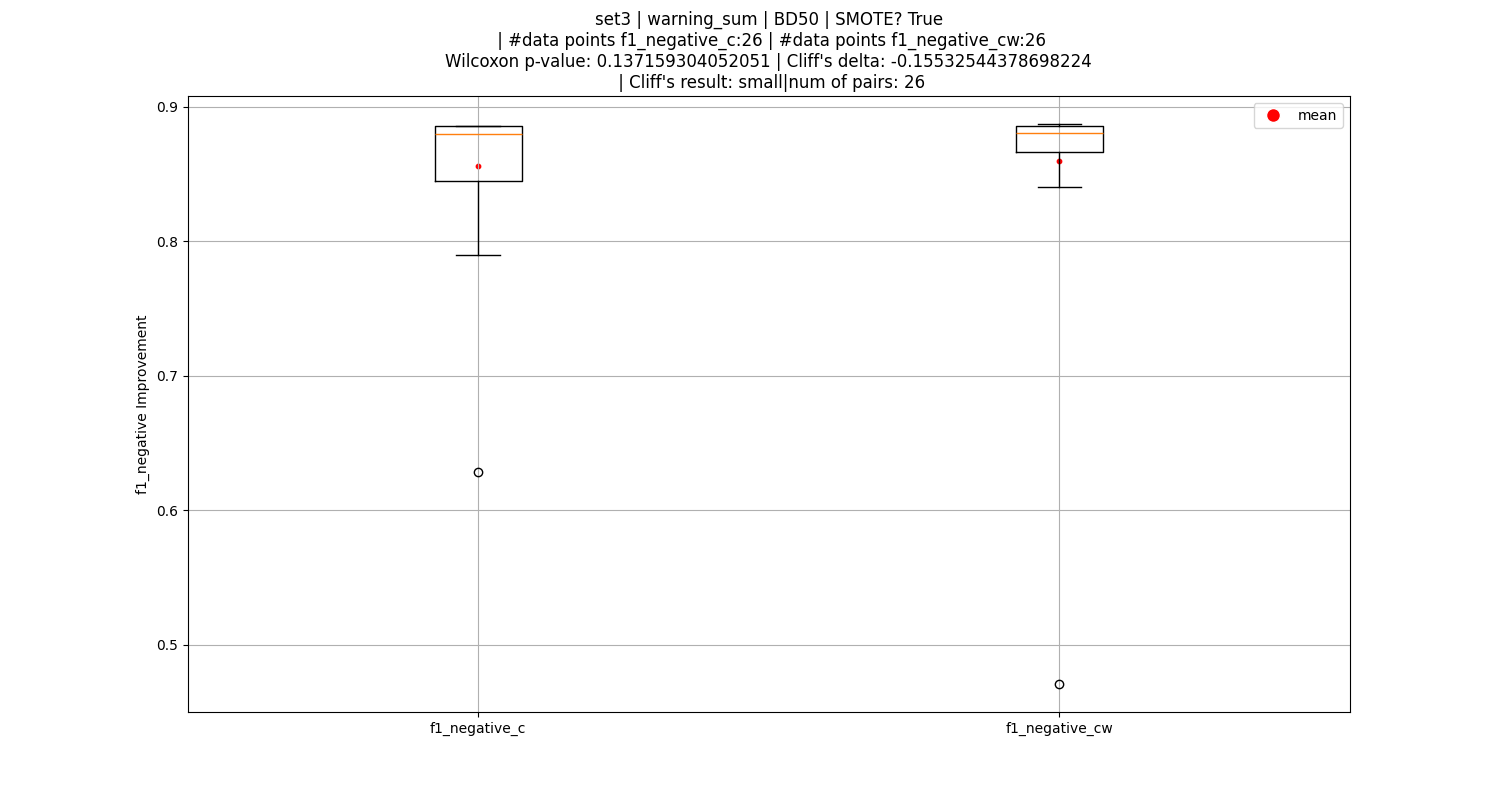 set3 | warning_sum | BD50 | SMOTE? True
| #data points f1_negative_c:26 | #data points f1_negative_cw:26
Wilcoxon p-value: 0.137159304052051 | Cliff's delta: -0.15532544378698224
| Cliff's result: small|num of pairs: 26
mean
0.9
0.8
0.7
0.6
0.5
f1_negative Improvement
f1_negative_c
f1_negative_cw